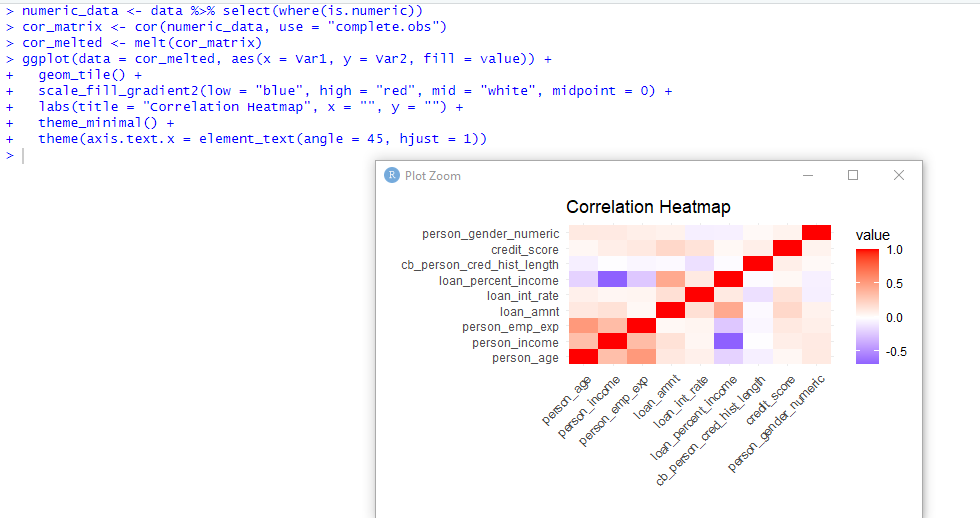 > numeric_data <- data %>% select(where(is.numeric))
> cor_matrix <- cor(numeric_data, use = "complete.obs")
> cor_melted <- melt(cor_matrix)
> ggplot(data = cor_melted, aes(x = Var1, y = Var2, fill = value)) +
+   geom_tile() +
+   scale_fill_gradient2(low = "blue", high = "red", mid = "white", midpoint = 0) +
+   labs(title = "Correlation Heatmap", x = "", y = "") +
+   theme_minimal() +
+   theme(axis.text.x = element_text(angle = 45, hjust = 1))
>
R Plot Zoom
Correlation Heatmap
person_gender_numeric
credit_score
cb_person_cred_hist_length
loan_percent_income
loan_int_rate
loan_amnt
person_emp_exp
person_income
person_age
person_age
person_income
person_emp_exp
loan_amnt
loan_int_rate
loan_percent_income
cb_person_cred_hist_length
credit_score
person_gender_numeric
value
1.0
0.5
0.0
-0.5